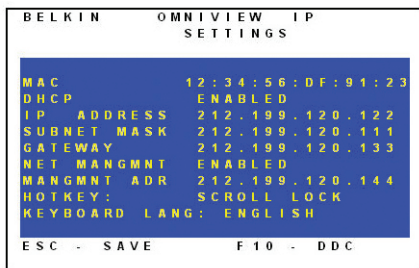 BELKIN OMNIVIEW IP
SETTINGS
MAC 12:34:56:DF:91:23
DHCP ENABLED
IP ADDRESS 212.199.120.122
SUBNET MASK 212.199.120.111
GATEWAY 212.199.120.133
NET MANGMNT ENABLED
MANGMNT ADR 212.199.120.144
HOTKEY: SCROLL LOCK
KEYBOARD LANG: ENGLISH
ESC - SAVE F10 - DDC